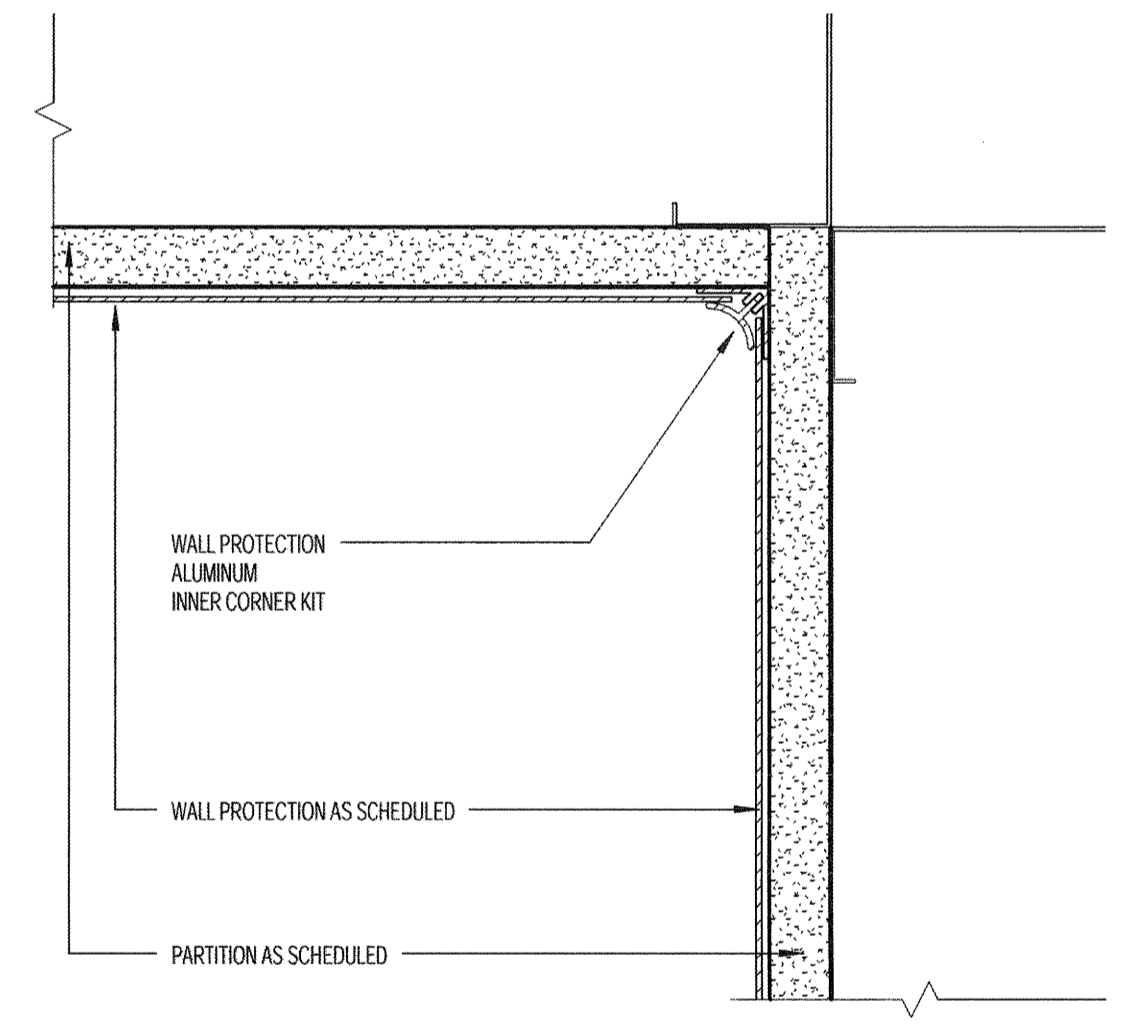 WALL PROTECTION
ALUMINUM
INNER CORNER KIT
WALL PROTECTION AS SCHEDULED
PARTITION AS SCHEDULED